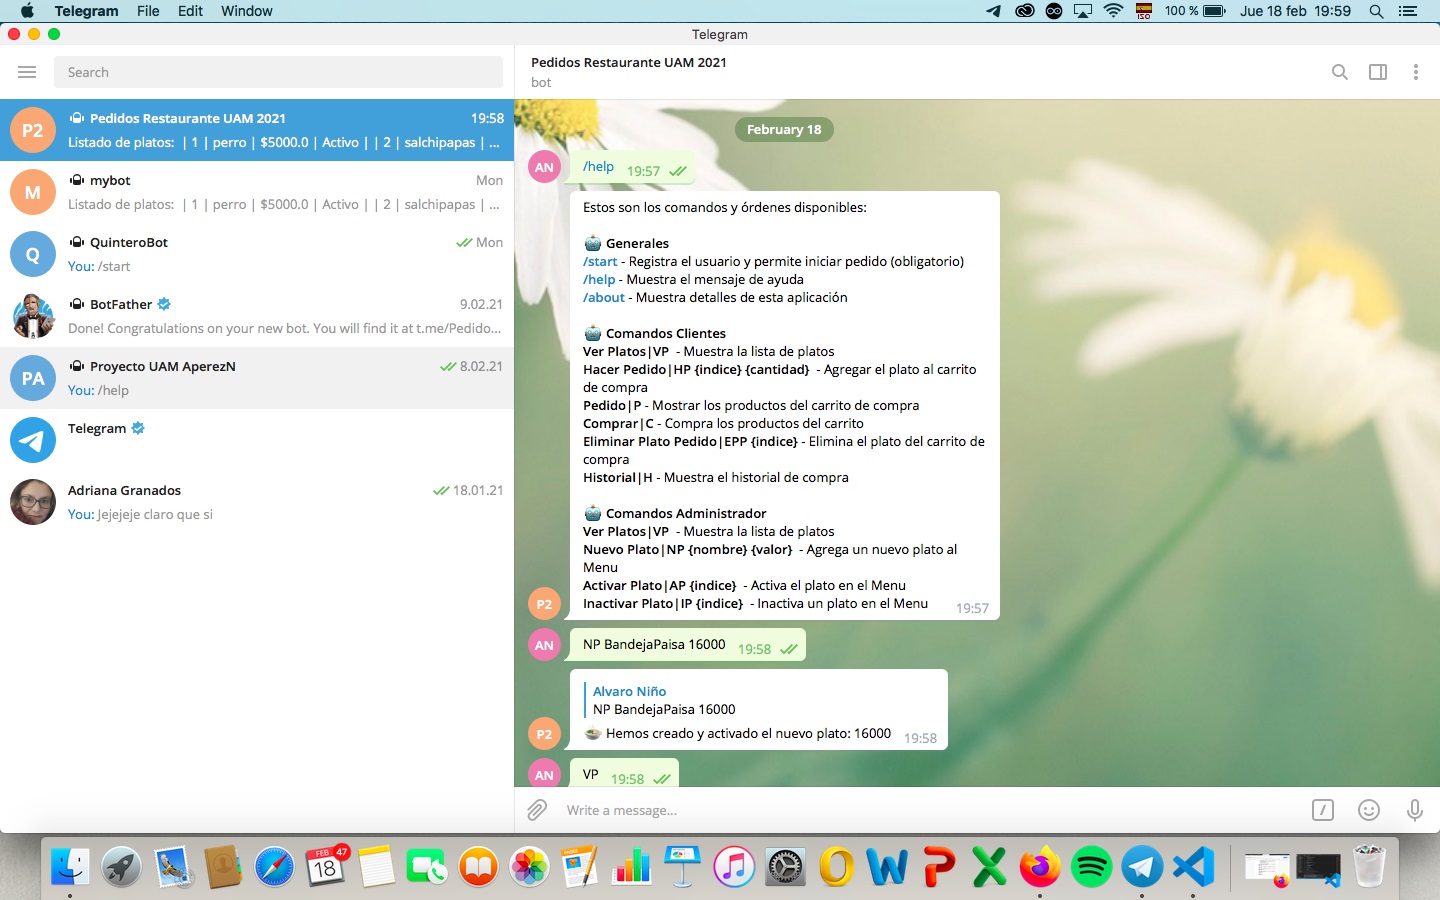 Telegram File Edit Window 100 % Jue 18 feb 19:59
ISO
Telegram
Search
P2
Pedidos Restaurante UAM 2021 19:58
Listado de platos: | 1 | perro | $5000.0 | Activo | | 2 | salchipapas | ...
M
mybot Mon
Listado de platos: | 1 | perro | $5000.0 | Activo | | 2 | salchipapas | ...
Q
QuinteroBot Mon
You: /start
BotFather 9.02.21
Done! Congratulations on your new bot. You will find it at t.me/Pedido...
PA
Proyecto UAM AperezN 8.02.21
You: /help
Telegram
Adriana Granados 18.01.21
You: Jejejeje claro que si
Pedidos Restaurante UAM 2021
bot
February 18
AN
/help 19:57
Estos son los comandos y órdenes disponibles:
Generales
/start - Registra el usuario y permite iniciar pedido (obligatorio)
/help - Muestra el mensaje de ayuda
/about - Muestra detalles de esta aplicación
Comandos Clientes
Ver Platos|VP - Muestra la lista de platos
Hacer Pedido|HP {indice} {cantidad} - Agregar el plato al carrito
de compra
Pedido|P - Mostrar los productos del carrito de compra
Comprar|C - Compra los productos del carrito
Eliminar Plato Pedido|EPP {indice} - Elimina el plato del carrito de
compra
Historial|H - Muestra el historial de compra
Comandos Administrador
Ver Platos|VP - Muestra la lista de platos
Nuevo Plato|NP {nombre} {valor} - Agrega un nuevo plato al
Menu
Activar Plato|AP {indice} - Activa el plato en el Menu
Inactivar Plato|IP {indice} - Inactiva un plato en el Menu 19:57
P2
AN
NP BandejaPaisa 16000 19:58
Alvaro Niño
NP BandejaPaisa 16000
P2
Hemos creado y activado el nuevo plato: 16000 19:58
AN
VP 19:58
Write a message...
FEB 47
18
PAGES